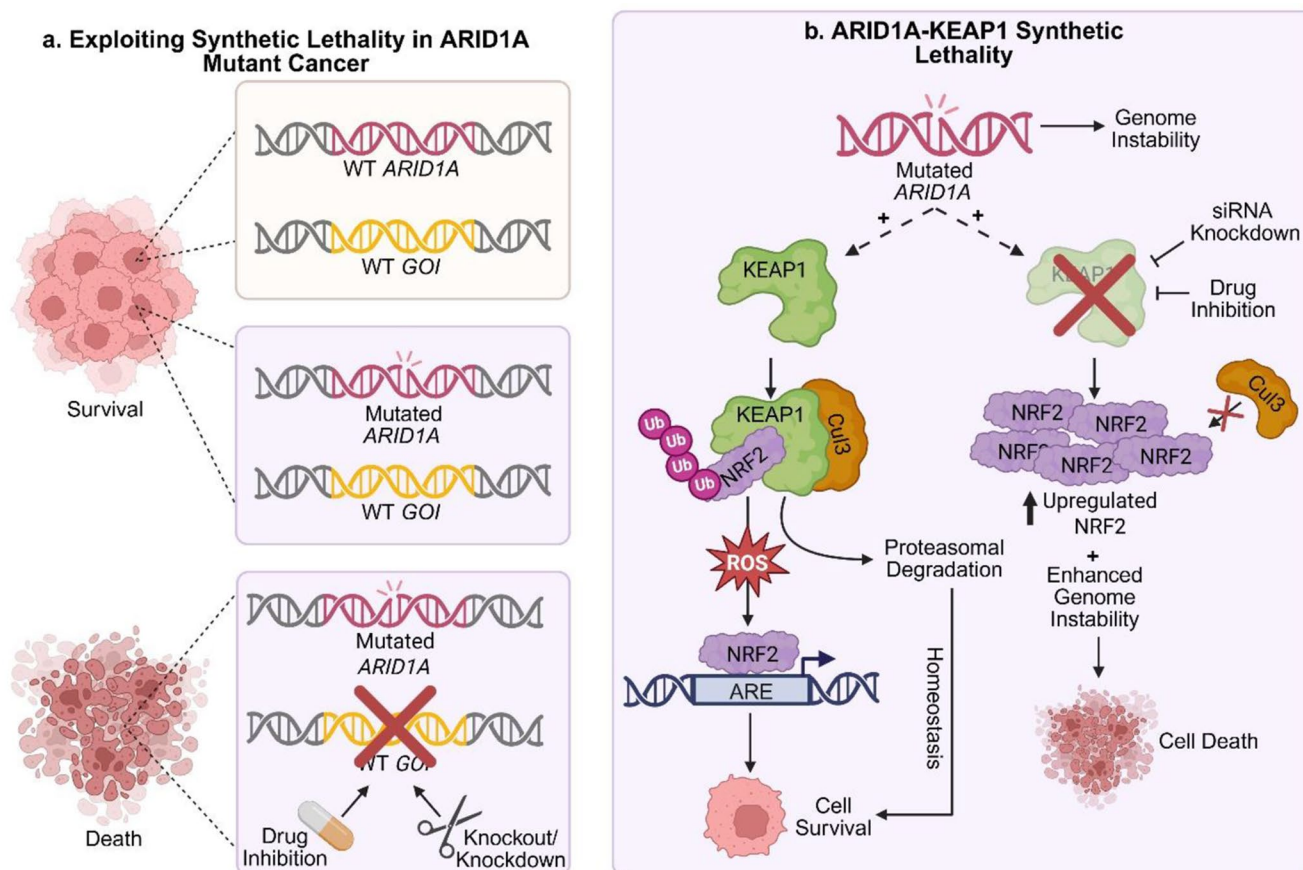 a. Exploiting Synthetic Lethality in ARID1A
Mutant Cancer
WT ARID1A
WT GOI
Survival
Mutated
ARID1A
WT GOI
Mutated
ARID1A
WT GOI
Death
Drug
Inhibition
Knockout/
Knockdown
b. ARID1A-KEAP1 Synthetic
Lethality
Genome
Instability
Mutated
ARID1A
+
+
siRNA
Knockdown
KEAP1
KEAP1
Drug
Inhibition
KEAP1
Cul3
NRF2
Ub
Ub
Ub
Ub
Cul3
NRF2
NRF2
NRF2
NRF2
NRF2
Upregulated
NRF2
+
Enhanced
Genome
Instability
ROS
Proteasomal
Degradation
NRF2
ARE
Homeostasis
Cell
Survival
Cell Death